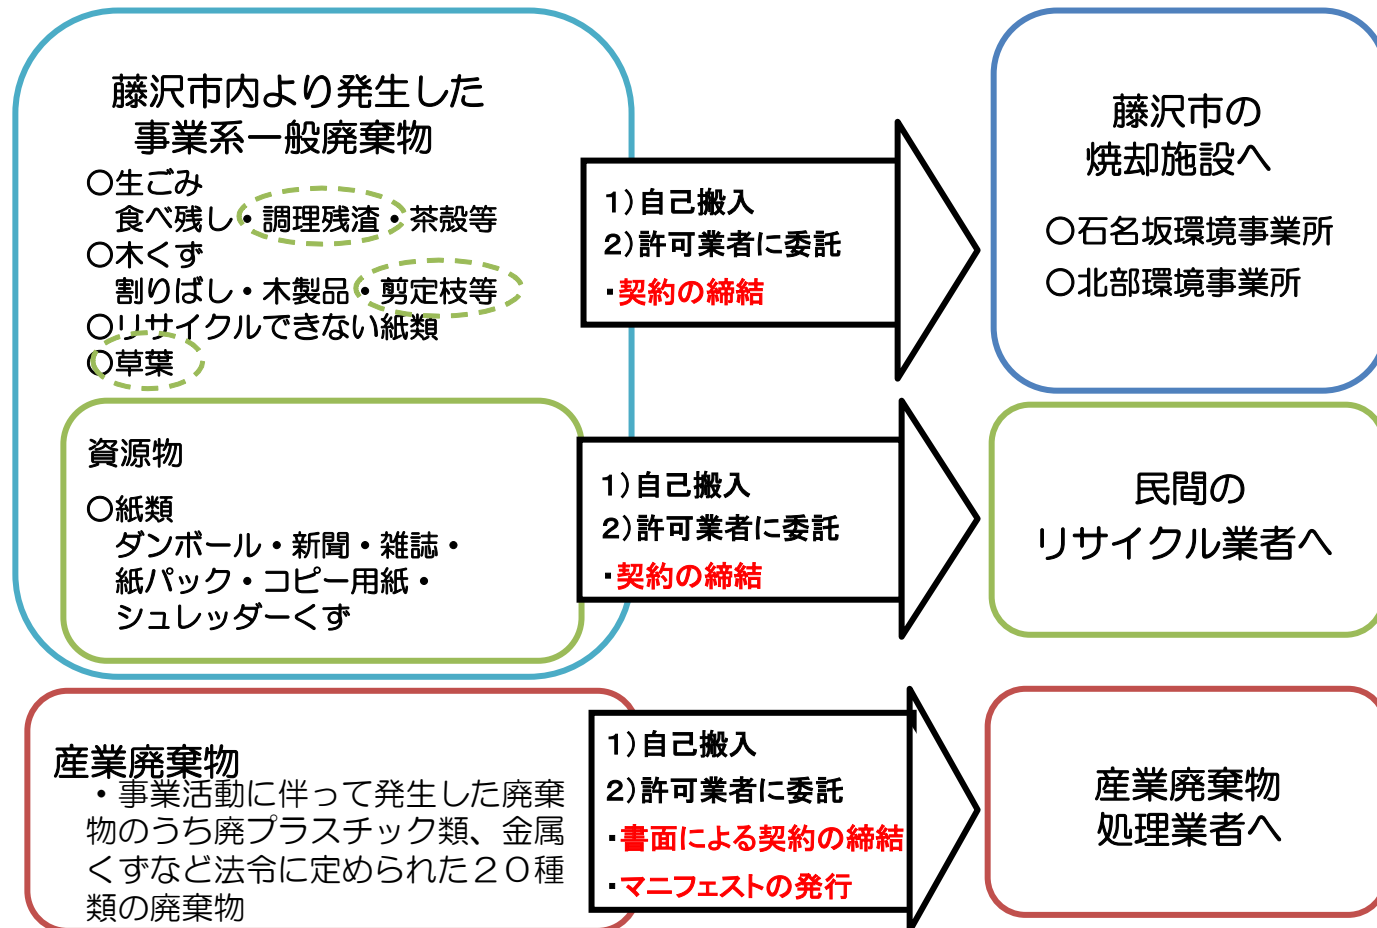 藤沢市内より発生した
事業系一般廃棄物
〇生ごみ
食べ残し・調理残渣・茶殻等
〇木くず
割りばし・木製品・剪定枝等
〇リサイクルできない紙類
〇草葉
1）自己搬入
2）許可業者に委託
・契約の締結
藤沢市の
焼却施設へ
〇石名坂環境事業所
〇北部環境事業所
資源物
〇紙類
ダンボール・新聞・雑誌・
紙パック・コピー用紙・
シュレッダーくず
1）自己搬入
2）許可業者に委託
・契約の締結
民間の
リサイクル業者へ
産業廃棄物
・事業活動に伴って発生した廃棄
物のうち廃プラスチック類、金属
くずなど法令に定められた２０種
類の廃棄物
1）自己搬入
2）許可業者に委託
・書面による契約の締結
・マニフェストの発行
産業廃棄物
処理業者へ